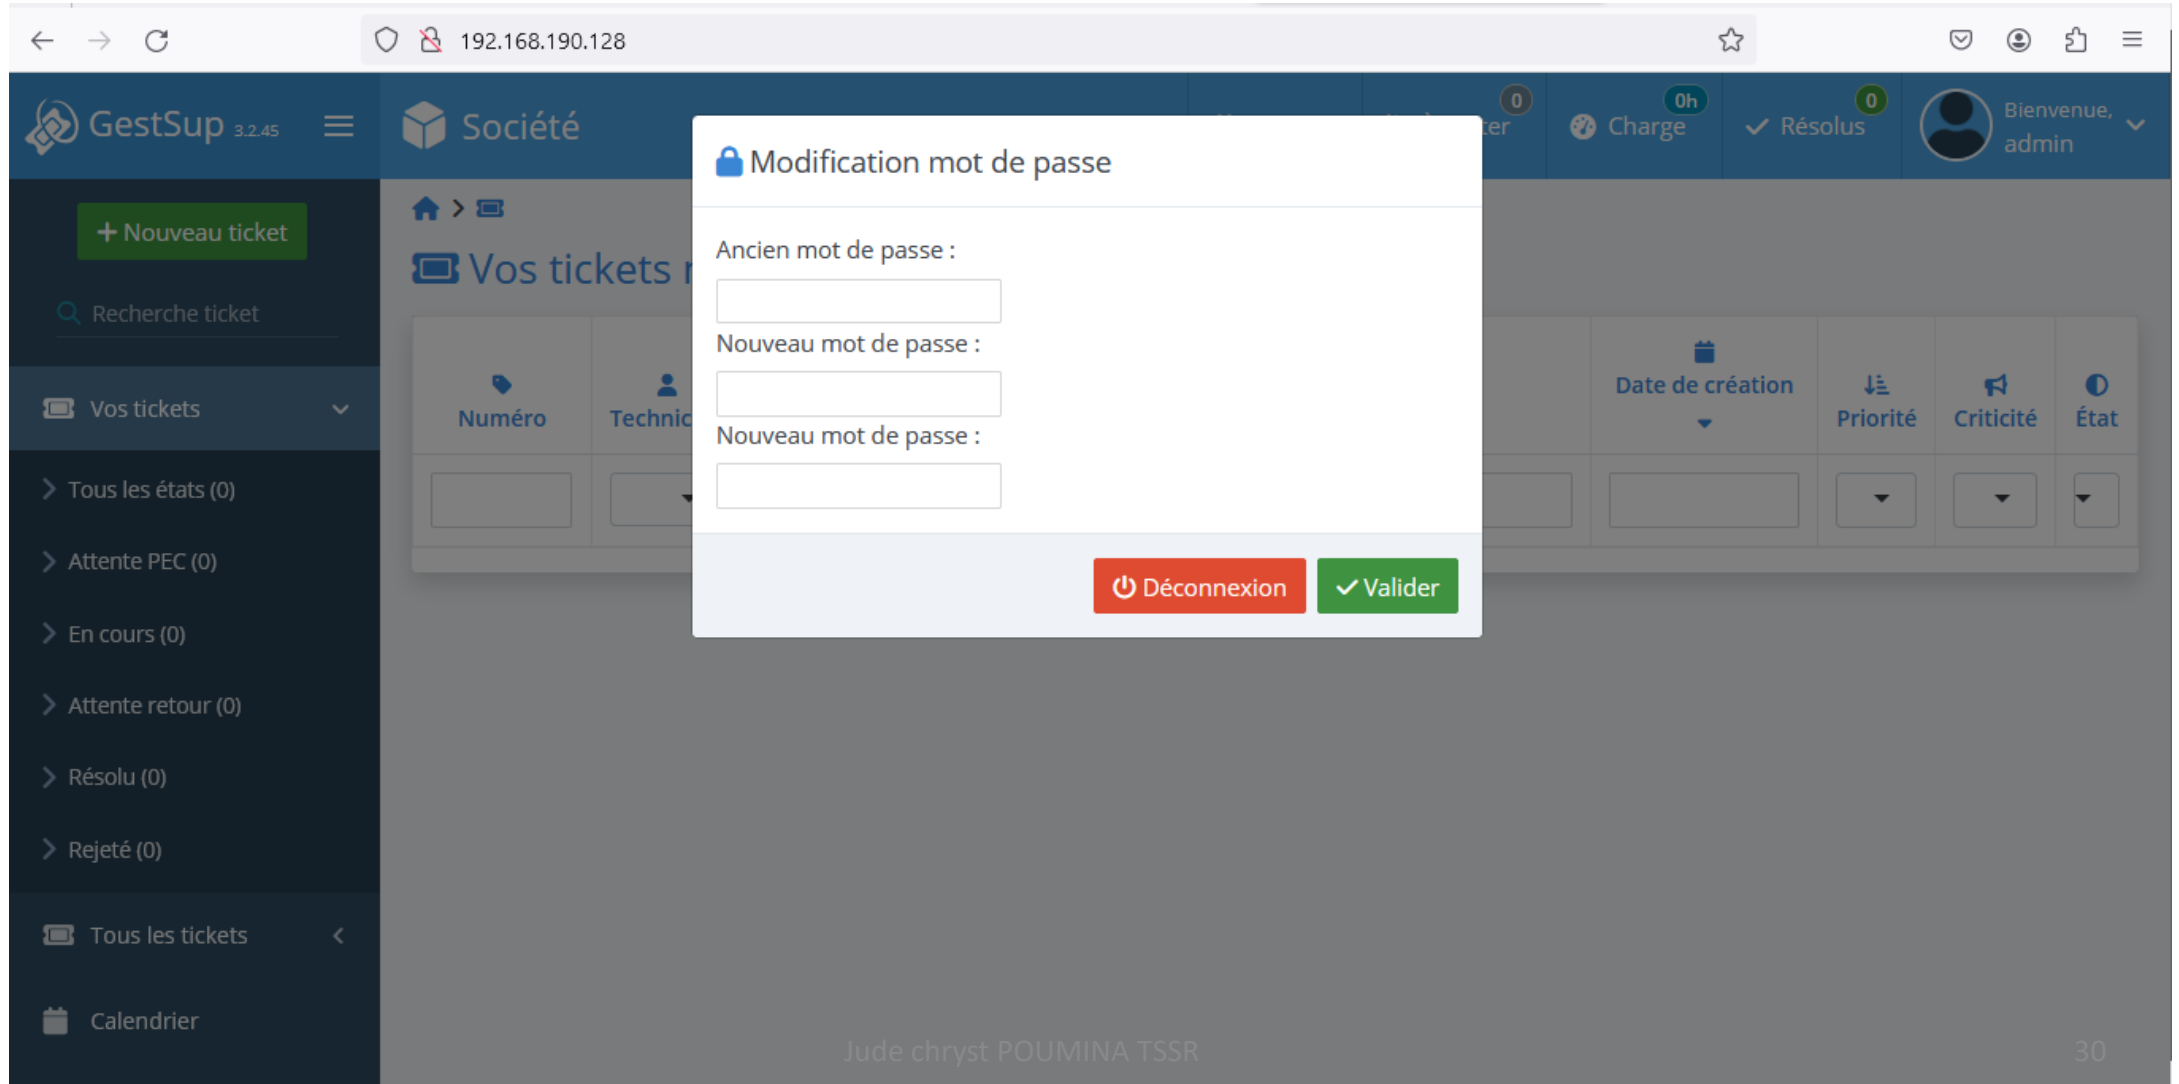 192.168.190.128
GestSup 3.2.45
Société
0
ter
0h
Charge
0
Résolus
Bienvenue,
admin
Nouveau ticket
Recherche ticket
Vos tickets
Tous les états (0)
Attente PEC (0)
En cours (0)
Attente retour (0)
Résolu (0)
Rejeté (0)
Tous les tickets
Calendrier
Vos tickets
Numéro
Technic
Date de création
Priorité
Criticité
État
Modification mot de passe
Ancien mot de passe :
Nouveau mot de passe :
Nouveau mot de passe :
Déconnexion
Valider
Jude chryst POUMINA TSSR
30